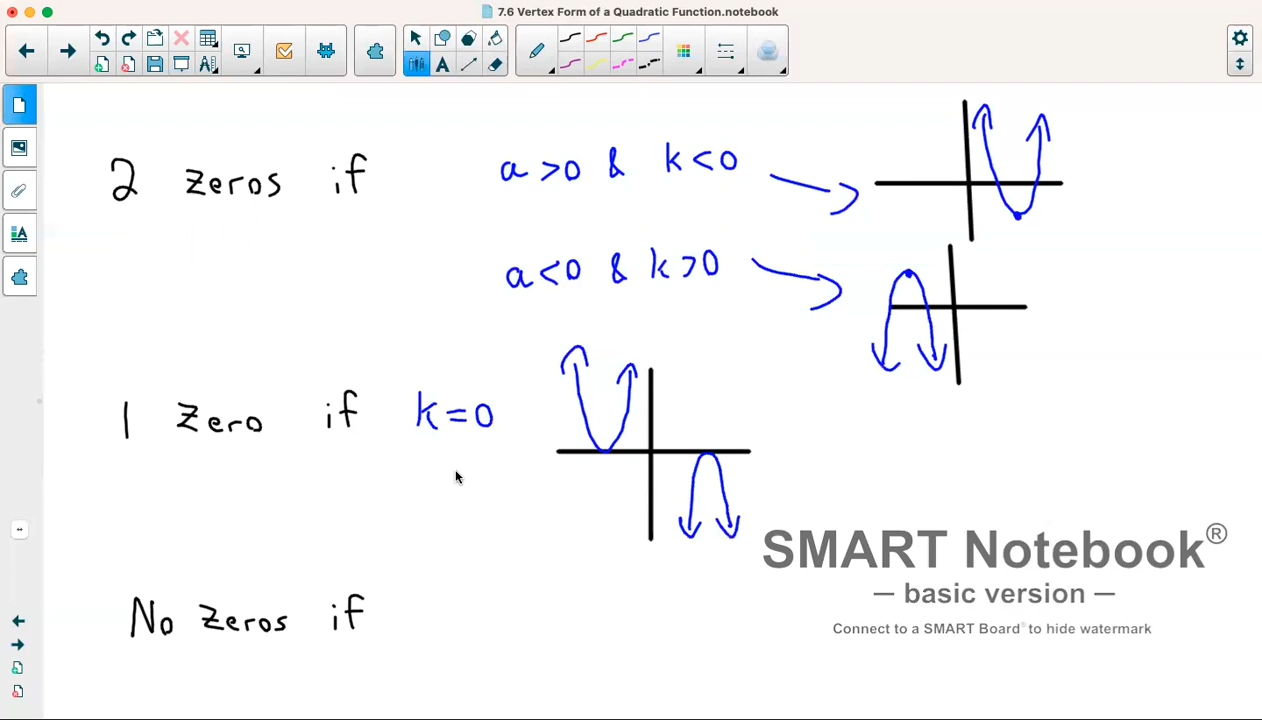 7.6 Vertex Form of a Quadratic Function.notebook
2 zeros if a>0 & k<0
a<0 & k>0
1 zero if k=0
SMART Notebook®
— basic version —
Connect to a SMART Board® to hide watermark
No zeros if